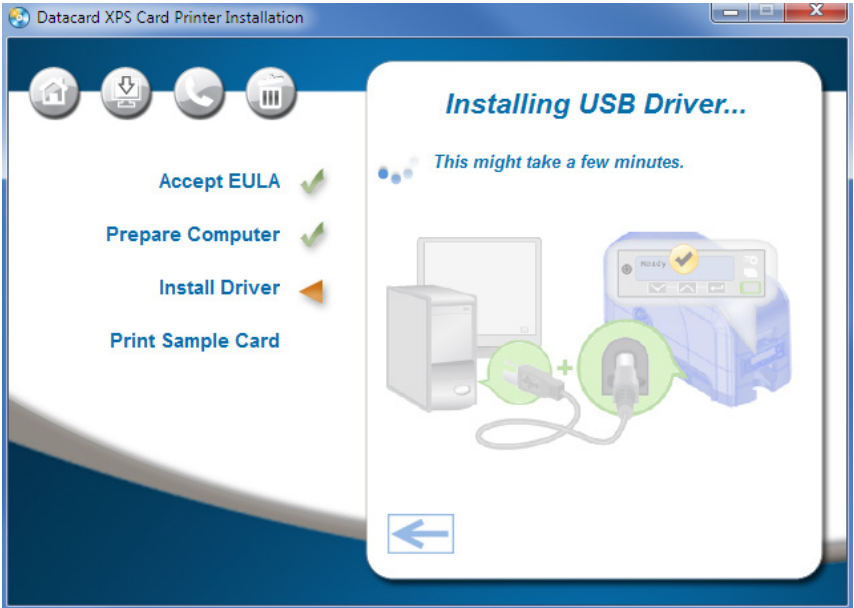 Datacard XPS Card Printer Installation
Installing USB Driver...
This might take a few minutes.
Accept EULA
Prepare Computer
Install Driver
Print Sample Card
Ready